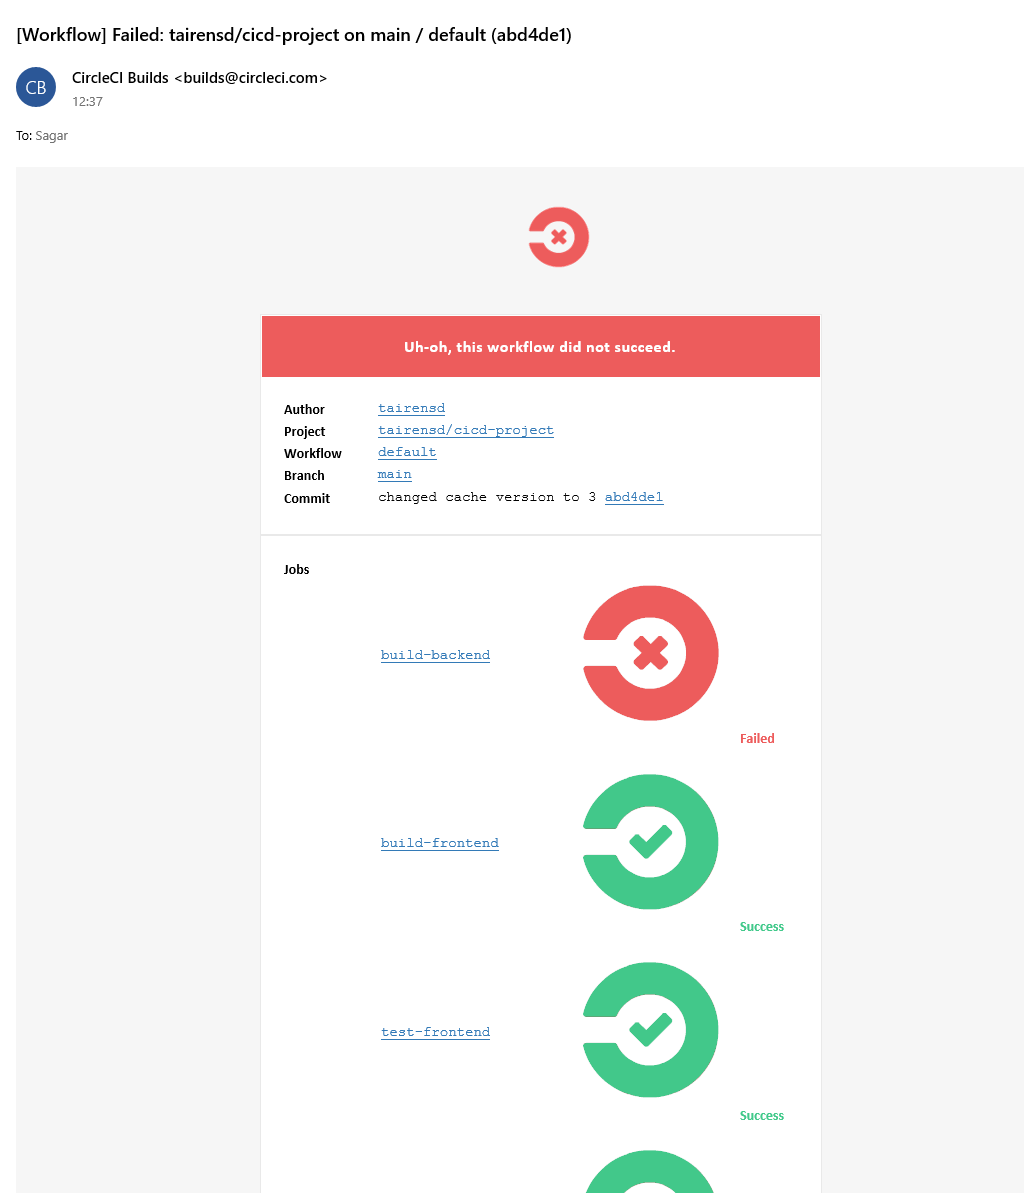 [Workflow] Failed: tairensd/cicd-project on main / default (abd4de1)
CB
CircleCI Builds <builds@circleci.com>
12:37
To: Sagar
Uh-oh, this workflow did not succeed.
Author tairensd
Project tairensd/cicd-project
Workflow default
Branch main
Commit changed cache version to 3 abd4de1
Jobs
build-backend
Failed
build-frontend
Success
test-frontend
Success